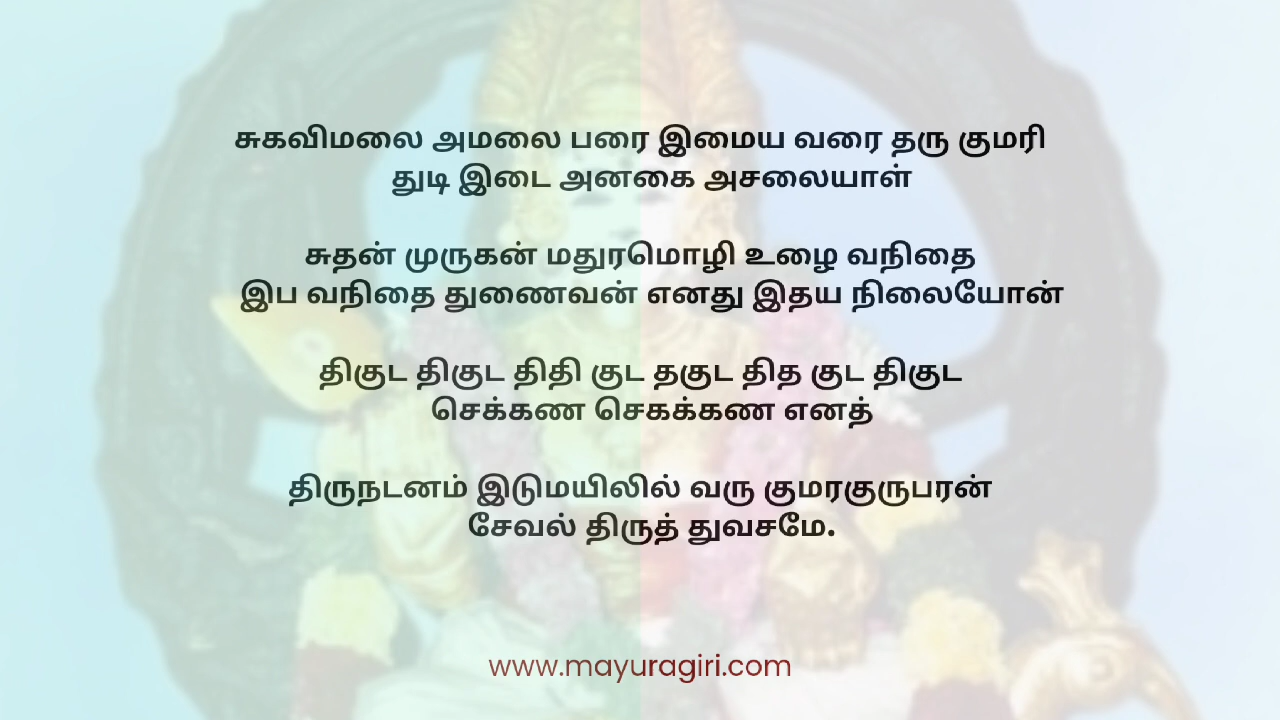 சுகவிமலை அமலை பரை இமைய வரை தரு குமரி
துடி இடை அனகை அசலையாள்
சுதன் முருகன் மதுரமொழி உழை வநிதை
இப வநிதை துணைவன் எனது இதய நிலையோன்
திகுட திகுட திதி குட தகுட தித குட திகுட
செக்கண செகக்கண எனத்
திருநடனம் இடுமயிலில் வரு குமரகுருபரன்
சேவல் திருத் துவசமே.
www.mayuragiri.com